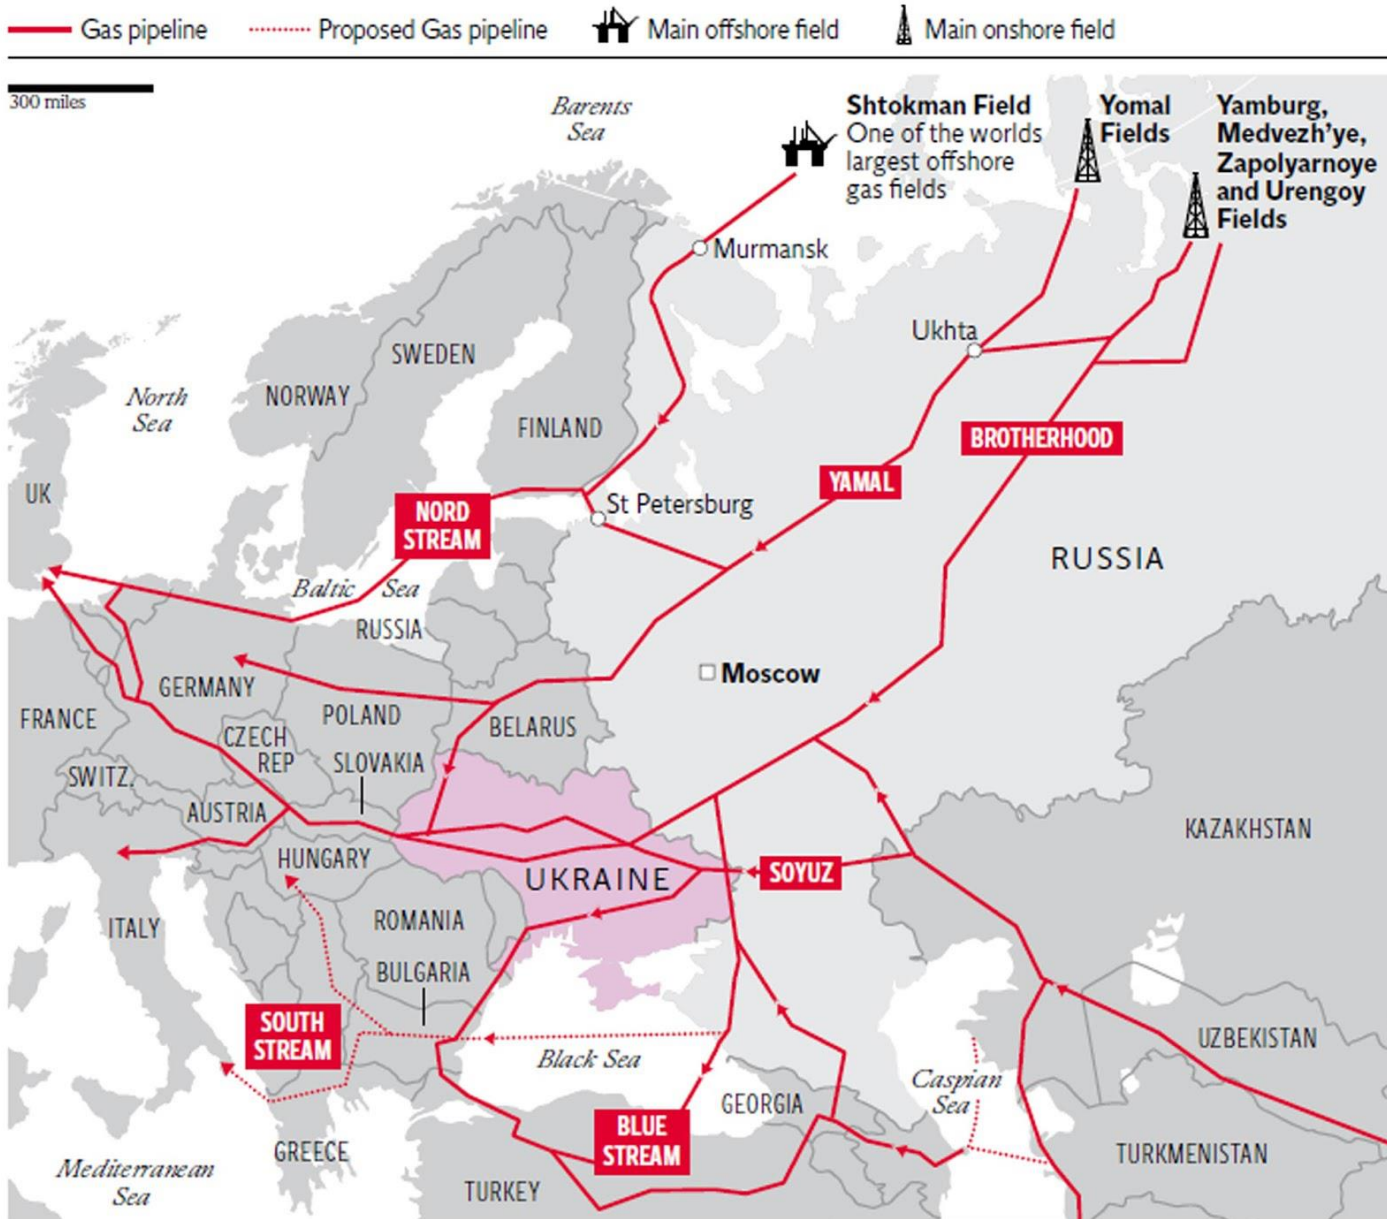 Gas pipeline
Proposed Gas pipeline
Main offshore field
Main onshore field
300 miles
Barents
Sea
Shtokman Field
One of the worlds
largest offshore
gas fields
Yomal
Fields
Yamburg,
Medvezh'ye,
Zapolyarnoye
and Urengoy
Fields
Murmansk
Ukhta
SWEDEN
NORWAY
North
Sea
FINLAND
BROTHERHOOD
YAMAL
UK
NORD
STREAM
St Petersburg
RUSSIA
Baltic Sea
RUSSIA
Moscow
GERMANY
FRANCE
POLAND
BELARUS
CZECH
REP
SLOVAKIA
SWITZ.
AUSTRIA
KAZAKHSTAN
HUNGARY
UKRAINE
SOYUZ
ITALY
ROMANIA
BULGARIA
SOUTH
STREAM
Black Sea
UZBEKISTAN
Caspian
Sea
GEORGIA
BLUE
STREAM
GREECE
TURKMENISTAN
Mediterranean
Sea
TURKEY